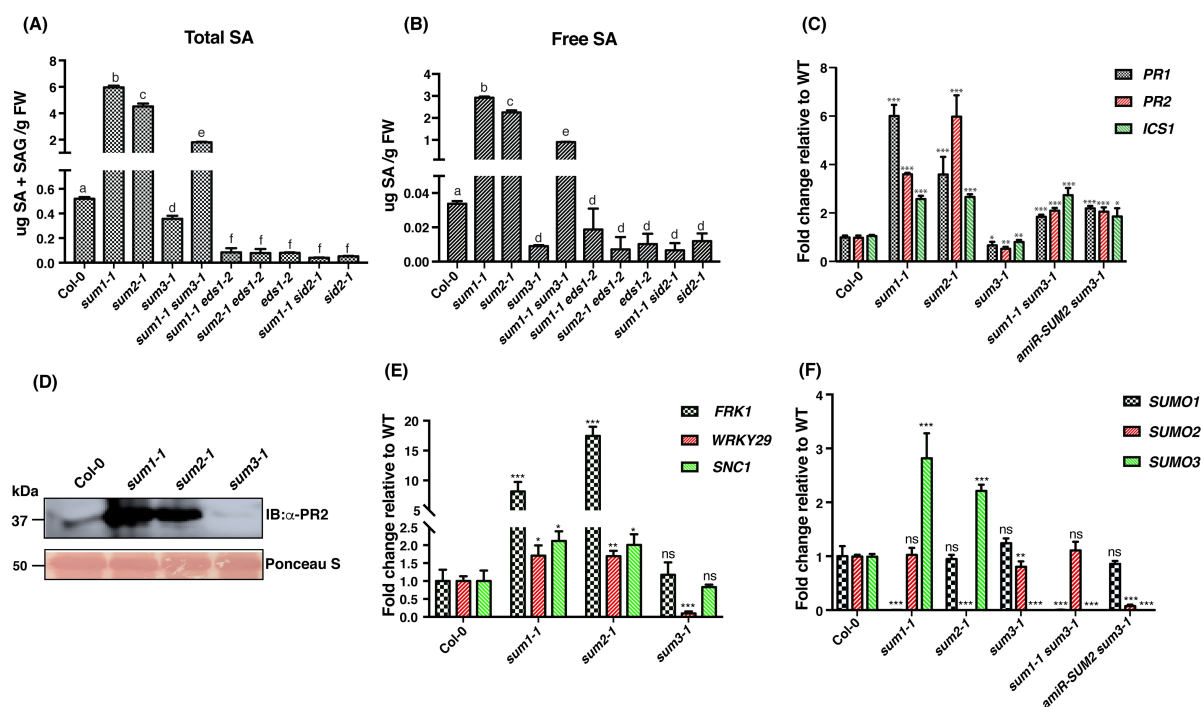 (A)
Total SA
ug SA + SAG /g FW
8
6
4
2
0.6
0.4
0.2
0.0
a
b
c
d
e
f
f
f
f
f
Col-0
sum1-1
sum2-1
sum3-1
sum1-1 sum3-1
sum1-1 eds1-2
sum2-1 eds1-2
eds1-2
sum1-1 sid2-1
sid2-1
(B)
Free SA
ug SA /g FW
4
3
2
1
0
0.04
0.02
0.00
a
b
c
d
e
d
d
d
d
d
Col-0
sum1-1
sum2-1
sum3-1
sum1-1 sum3-1
sum1-1 eds1-2
sum2-1 eds1-2
eds1-2
sum1-1 sid2-1
sid2-1
(C)
Fold change relative to WT
8
6
4
2
0
PR1
PR2
ICS1
*** *** ***
*** *** ***
* ** **
*** *** ***
*** *** *
Col-0
sum1-1
sum2-1
sum3-1
sum1-1 sum3-1
amiR-SUM2 sum3-1
(D)
Col-0
sum1-1
sum2-1
sum3-1
kDa
37
IB:α-PR2
50
Ponceau S
(E)
Fold change relative to WT
20
15
10
5
2.5
2.0
1.5
1.0
0.5
0.0
FRK1
WRKY29
SNC1
*** * *
*** ** *
ns *** ns
Col-0
sum1-1
sum2-1
sum3-1
(F)
Fold change relative to WT
4
3
2
1
0
SUMO1
SUMO2
SUMO3
*** ns ***
ns *** ***
ns ** ***
*** ns ***
ns *** ***
Col-0
sum1-1
sum2-1
sum3-1
sum1-1 sum3-1
amiR-SUM2 sum3-1